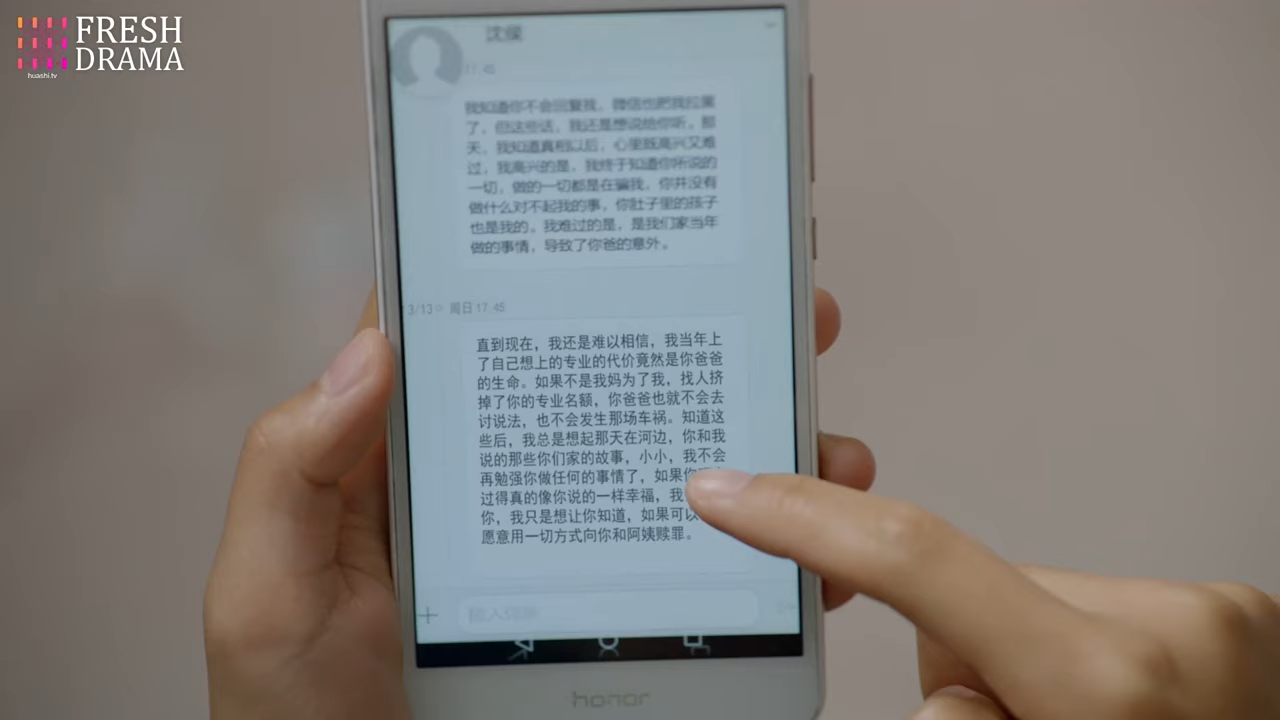 FRESH
DRAMA
huashi.tv
沈侯
17:45
我知道你不会回复我，微信也把我拉黑
了，但这些话，我还是想说给你听。那
天，我知道真相以后，心里既高兴又难
过，我高兴的是，我终于知道你所说的
一切，做的一切都是在骗我，你并没有
做什么对不起我的事，你肚子里的孩子
也是我的。我难过的是，是我们家当年
做的事情，导致了你爸的意外。
3/13 周日 17:45
直到现在，我还是难以相信，我当年上
了自己想上的专业的代价竟然是你爸爸
的生命。如果不是我妈为了我，找人挤
掉了你的专业名额，你爸爸也就不会去
讨说法，也不会发生那场车祸。知道这
些后，我总是想起那天在河边，你和我
说的那些你们家的故事，小小，我不会
再勉强你做任何的事情了，如果你
过得真的像你说的一样幸福，我
你，我只是想让你知道，如果可以
愿意用一切方式向你和阿姨赎罪。
honor